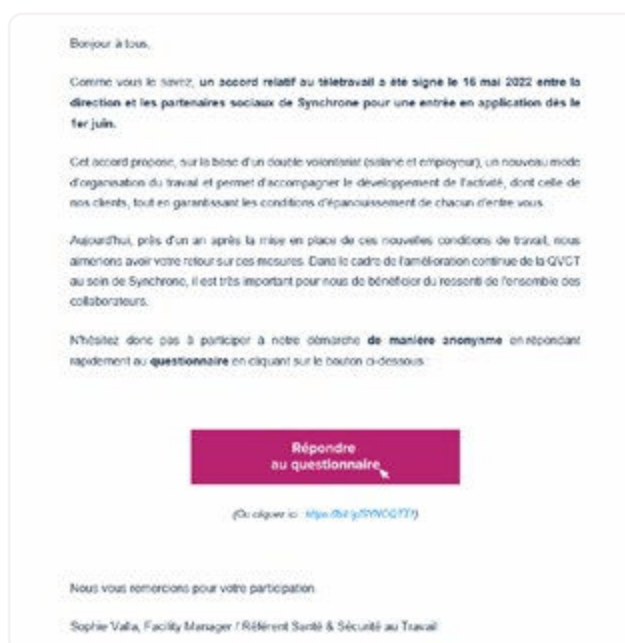 Bonjour à tous,
Comme vous le savez, un accord relatif au télétravail a été signé le 16 mai 2022 entre la
direction et les partenaires sociaux de Synchrone pour une entrée en application dès le
1er juin.
Cet accord propose, sur la base d'un double volontariat (salarié et employeur), un nouveau mode
d'organisation du travail et permet d'accompagner le développement de l'activité, dont celle de
nos clients, tout en garantissant les conditions d'épanouissement de chacun d'entre vous.
Aujourd'hui, près d'un an après la mise en place de ces nouvelles conditions de travail, nous
aimerions avoir votre retour sur ces mesures. Dans le cadre de l'amélioration continue de la QVCT
au sein de Synchrone, il est très important pour nous de bénéficier du ressenti de l'ensemble des
collaborateurs.
N'hésitez donc pas à participer à notre démarche de manière anonyme en répondant
rapidement au questionnaire en cliquant sur le bouton ci-dessous :
Répondre
au questionnaire
(Ou cliquer ici :
Nous vous remercions pour votre participation.
Sophie Valla, Facility Manager / Référent Santé & Sécurité au Travail